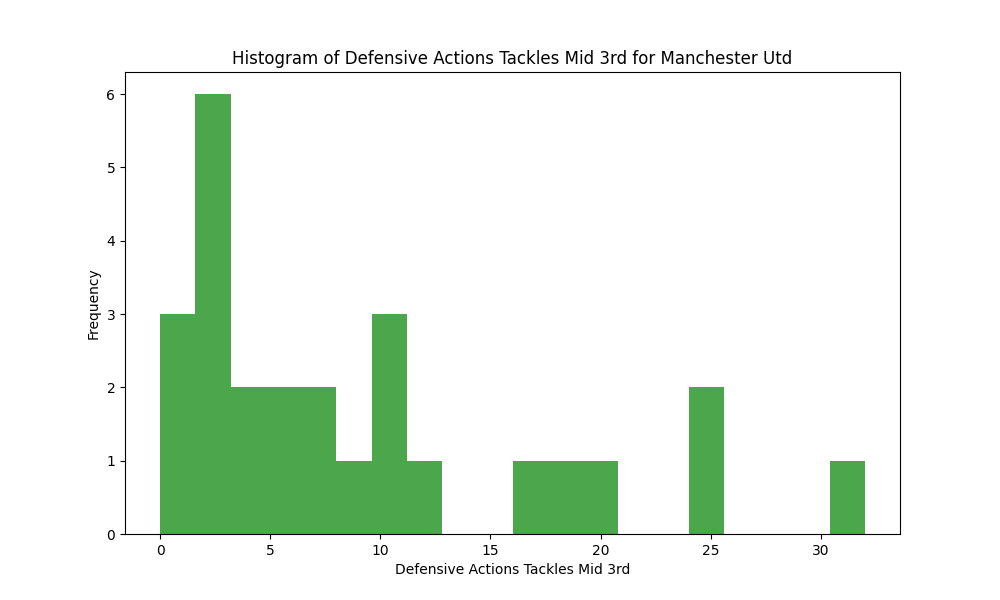 Histogram of Defensive Actions Tackles Mid 3rd for Manchester Utd
6
5
4
3
2
1
0
Frequency
0 5 10 15 20 25 30
Defensive Actions Tackles Mid 3rd